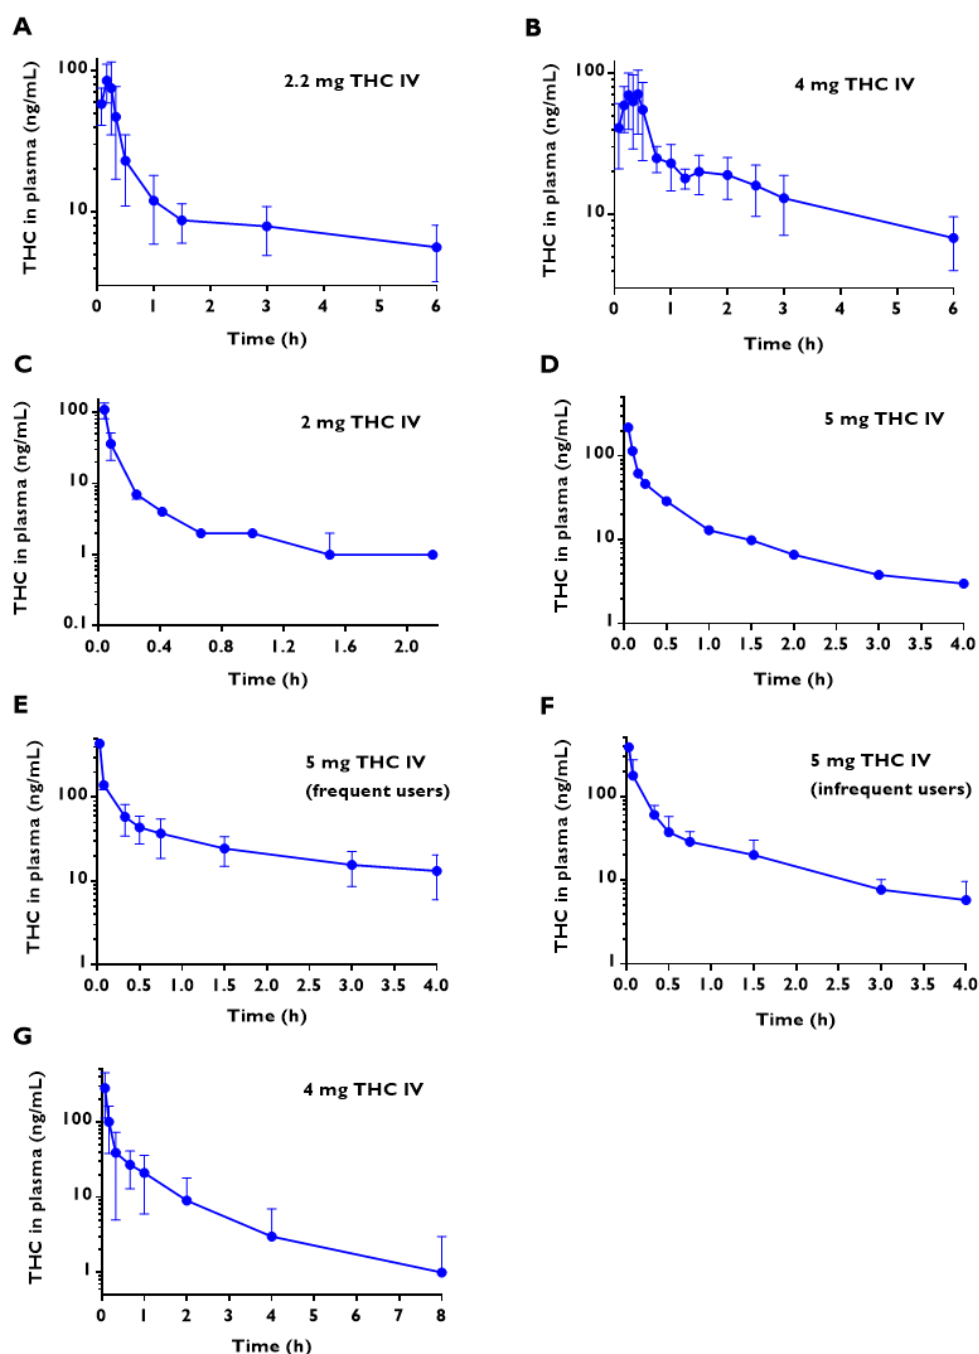 A
THC in plasma (ng/mL)
2.2 mg THC IV
100
10
0 1 2 3 4 5 6
Time (h)
B
THC in plasma (ng/mL)
4 mg THC IV
100
10
0 1 2 3 4 5 6
Time (h)
C
THC in plasma (ng/mL)
2 mg THC IV
100
10
1
0.1
0.0 0.4 0.8 1.2 1.6 2.0
Time (h)
D
THC in plasma (ng/mL)
5 mg THC IV
100
10
1
0.0 0.5 1.0 1.5 2.0 2.5 3.0 3.5 4.0
Time (h)
E
THC in plasma (ng/mL)
5 mg THC IV
(frequent users)
100
10
1
0.0 0.5 1.0 1.5 2.0 2.5 3.0 3.5 4.0
Time (h)
F
THC in plasma (ng/mL)
5 mg THC IV
(infrequent users)
100
10
1
0.0 0.5 1.0 1.5 2.0 2.5 3.0 3.5 4.0
Time (h)
G
THC in plasma (ng/mL)
4 mg THC IV
100
10
1
0 1 2 3 4 5 6 7 8
Time (h)